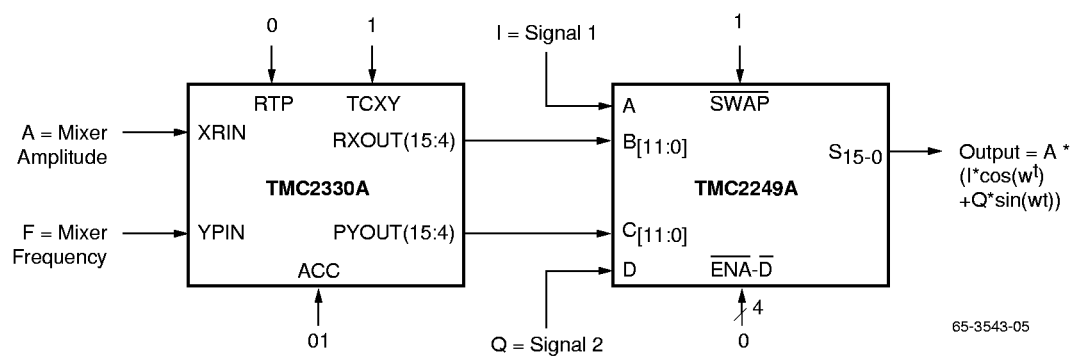 0
1
I = Signal 1
1
RTP
TCXY
SWAP
A = Mixer
Amplitude
XRIN
RXOUT(15:4)
A
B[11:0]
S15-0
Output = A *
(I*cos(wt)
+Q*sin(wt))
TMC2330A
TMC2249A
F = Mixer
Frequency
YPIN
PYOUT(15:4)
C[11:0]
ACC
D
ENA-D
4
01
Q = Signal 2
0
65-3543-05